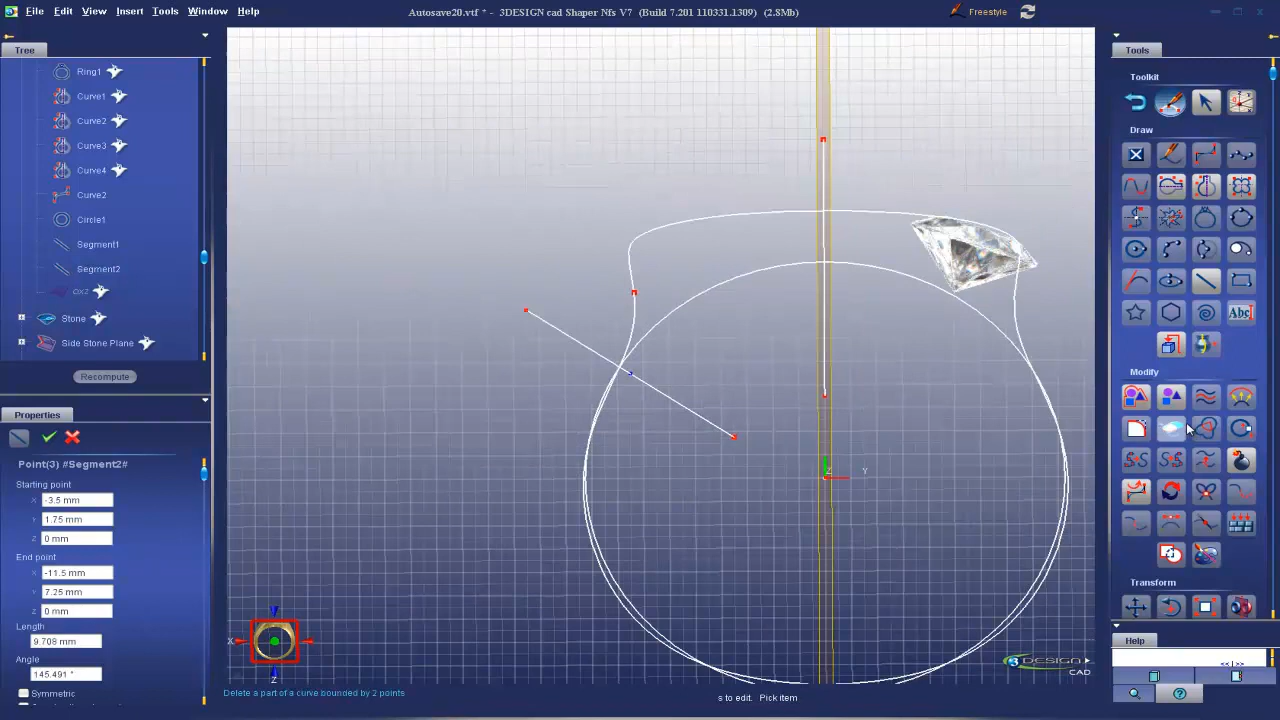 File Edit View Insert Tools Window Help
Autosave20.vtf * - 3DESIGN cad Shaper Nfs V7 (Build 7.201 110331.1309) (2.8Mb)
Freestyle
Tree
Ring1
Curve1
Curve2
Curve3
Curve4
Curve2
Circle1
Segment1
Segment2
OXZ
Stone
Side Stone Plane
Recompute
Properties
Point(3) #Segment2#
Starting point
X -3.5 mm
Y 1.75 mm
Z 0 mm
End point
X -11.5 mm
Y 7.25 mm
Z 0 mm
Length
9.708 mm
Angle
145.491 °
Symmetric
Z Y
X
Z
3DESIGN
CAD
Delete a part of a curve bounded by 2 points
s to edit. Pick item
Tools
Toolkit
Draw
Abc
Modify
Transform
Help
<<|>>